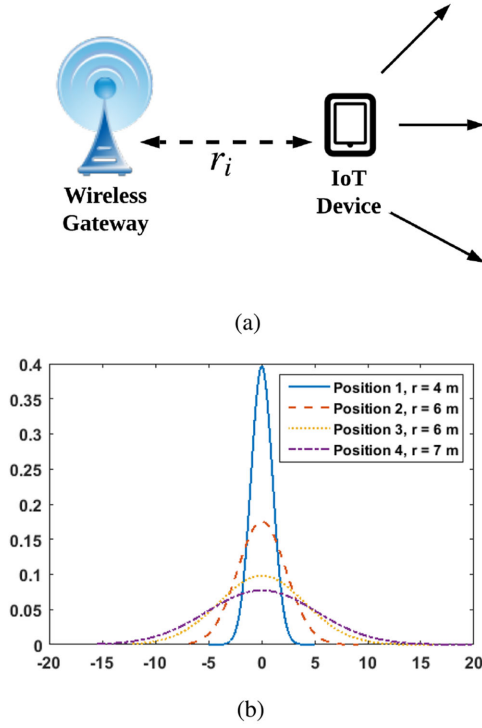 r_i
Wireless
Gateway
IoT
Device
(a)
0.4
0.35
0.3
0.25
0.2
0.15
0.1
0.05
0
Position 1, r = 4 m
Position 2, r = 6 m
Position 3, r = 6 m
Position 4, r = 7 m
-20 -15 -10 -5 0 5 10 15 20
(b)